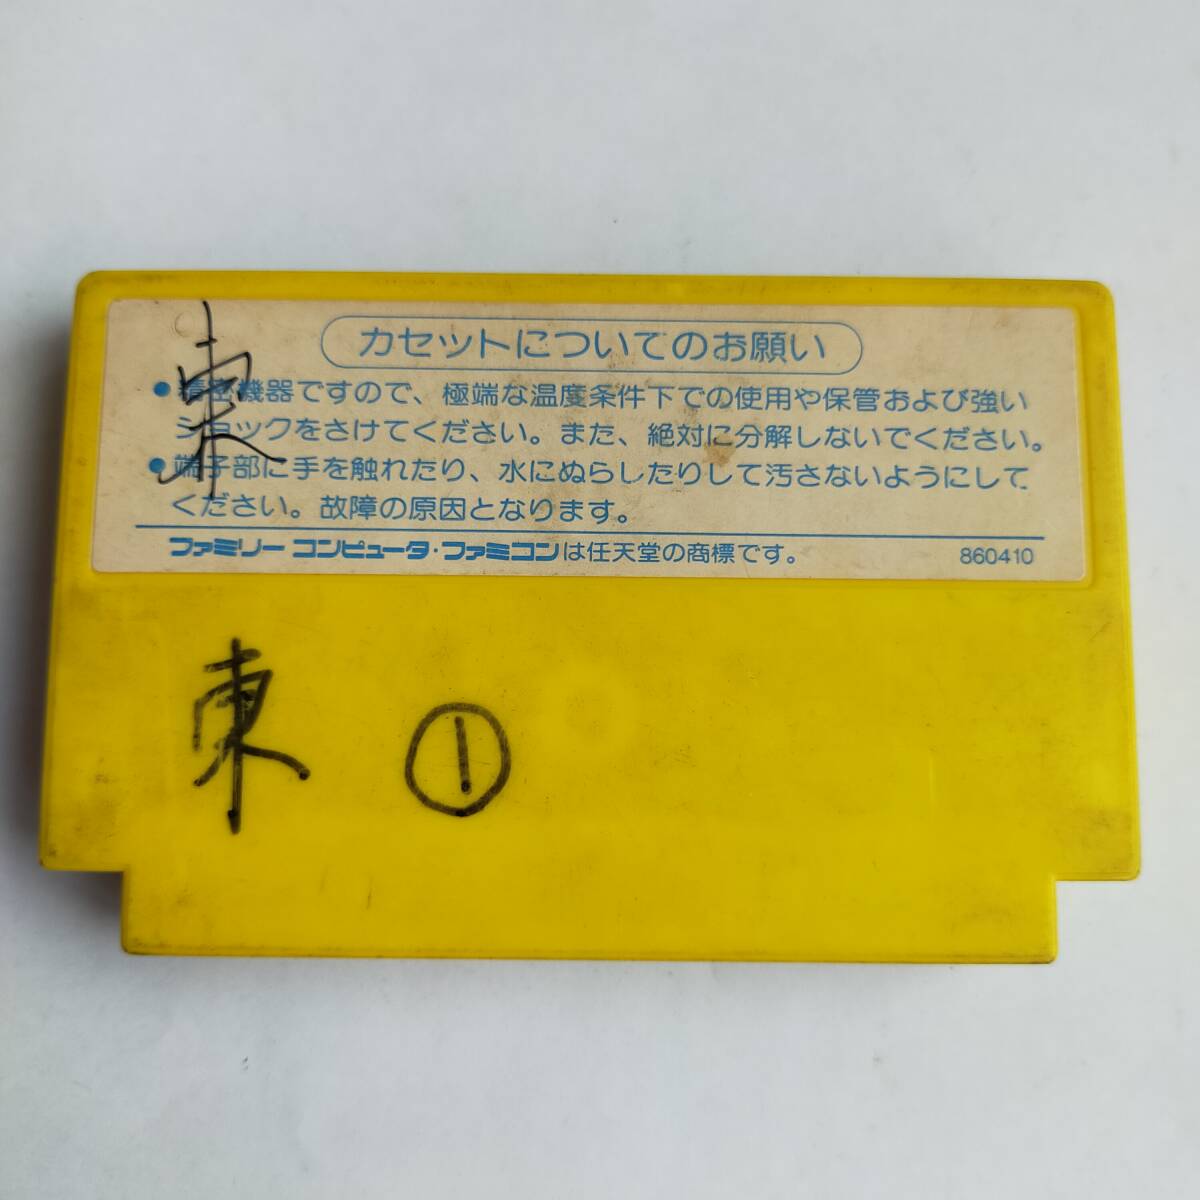 カセットについてのお願い
●精密機器ですので、極端な温度条件下での使用や保管および強い
ショックをさけてください。また、絶対に分解しないでください。
●端子部に手を触れたり、水にぬらしたりして汚さないようにして
ください。故障の原因となります。
ファミリー コンピュータ・ファミコンは任天堂の商標です。 860410
東
東 ①